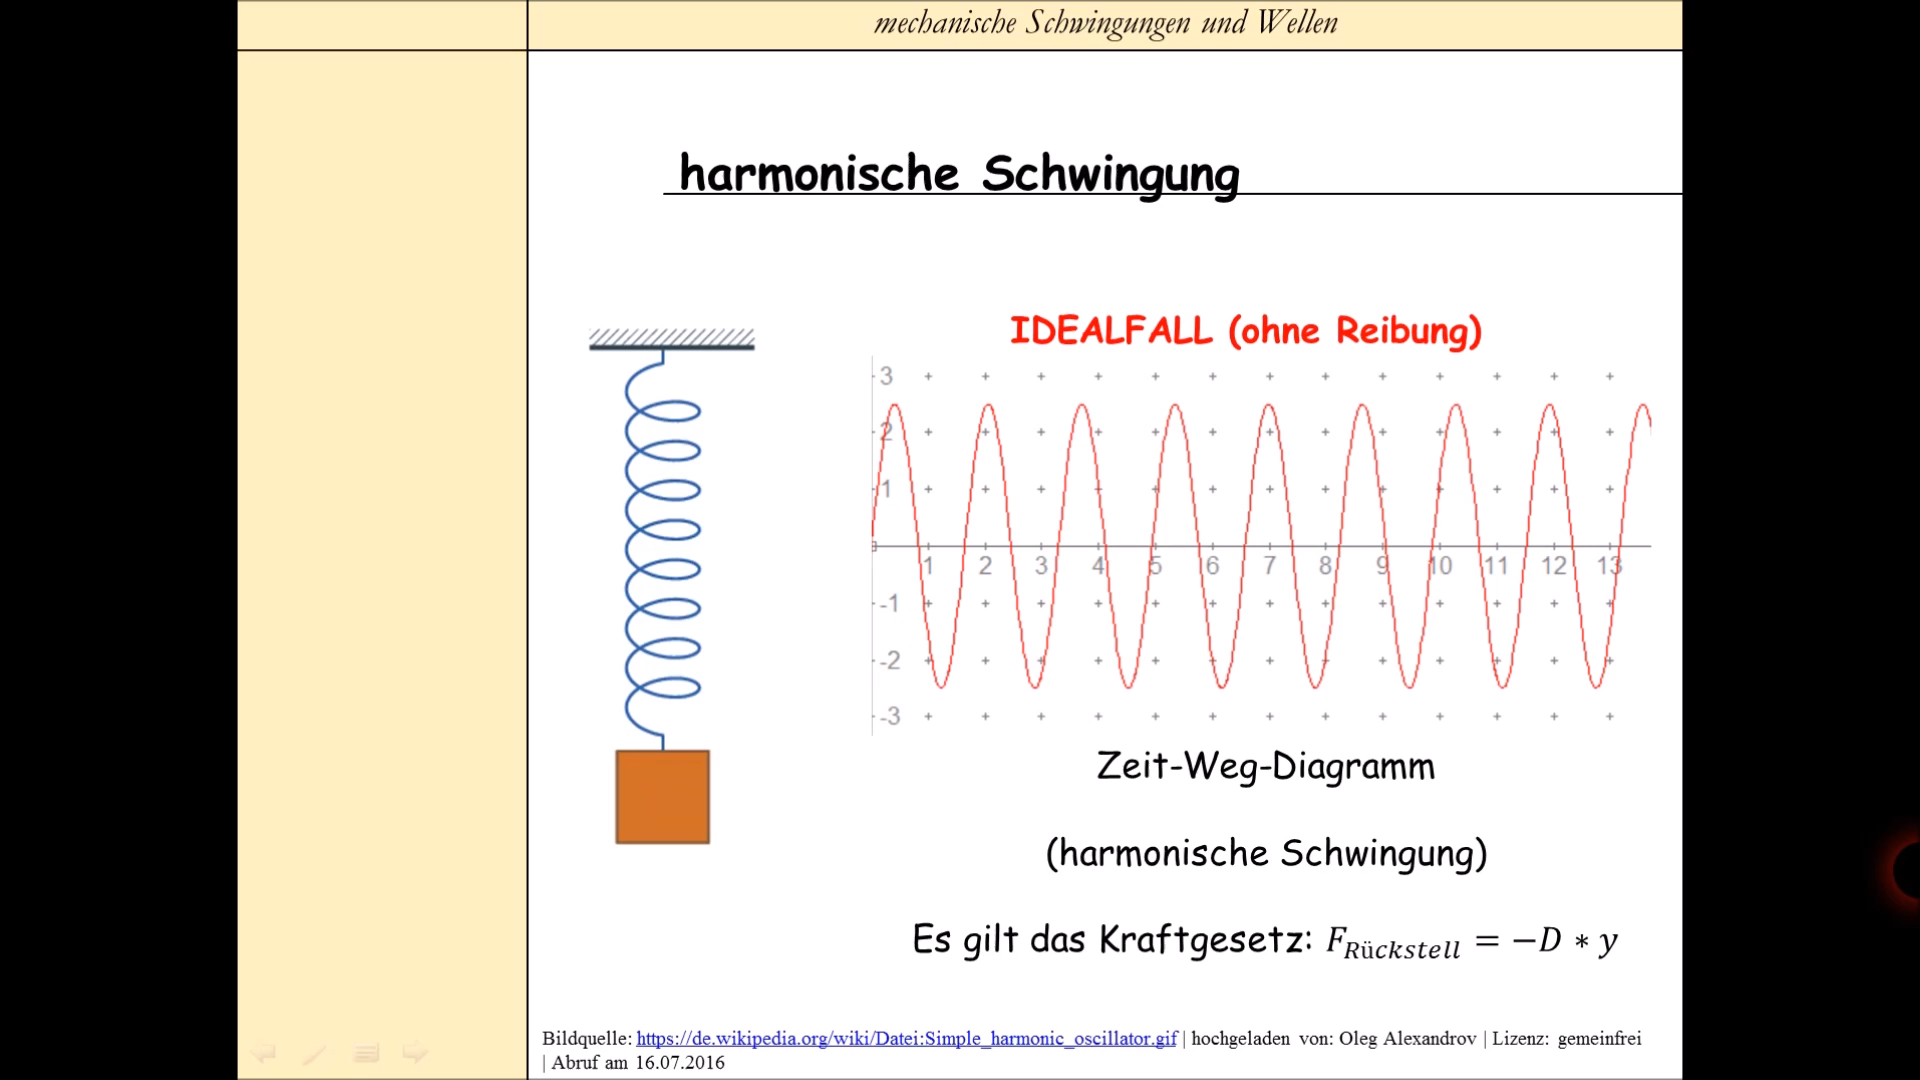 mechanische Schwingungen und Wellen
harmonische Schwingung
IDEALFALL (ohne Reibung)
3
2
1
0
1 2 3 4 5 6 7 8 9 10 11 12 13
-1
-2
-3
Zeit-Weg-Diagramm
(harmonische Schwingung)
Es gilt das Kraftgesetz: F_Rückstell = −D ∗ y
Bildquelle: https://de.wikipedia.org/wiki/Datei:Simple_harmonic_oscillator.gif | hochgeladen von: Oleg Alexandrov | Lizenz: gemeinfrei
| Abruf am 16.07.2016